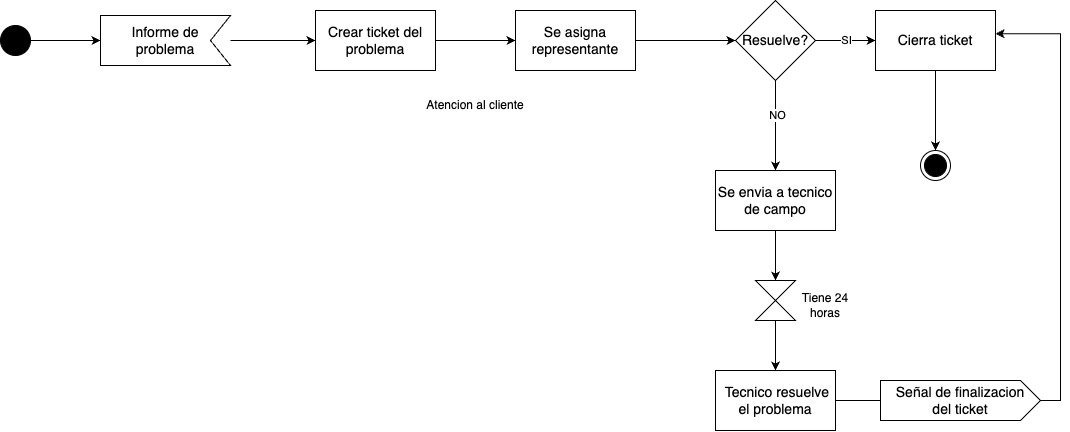 Informe de
problema
Crear ticket del
problema
Se asigna
representante
Resuelve?
SI
Cierra ticket
Atencion al cliente
NO
Se envia a tecnico
de campo
Tiene 24
horas
Tecnico resuelve
el problema
Señal de finalizacion
del ticket